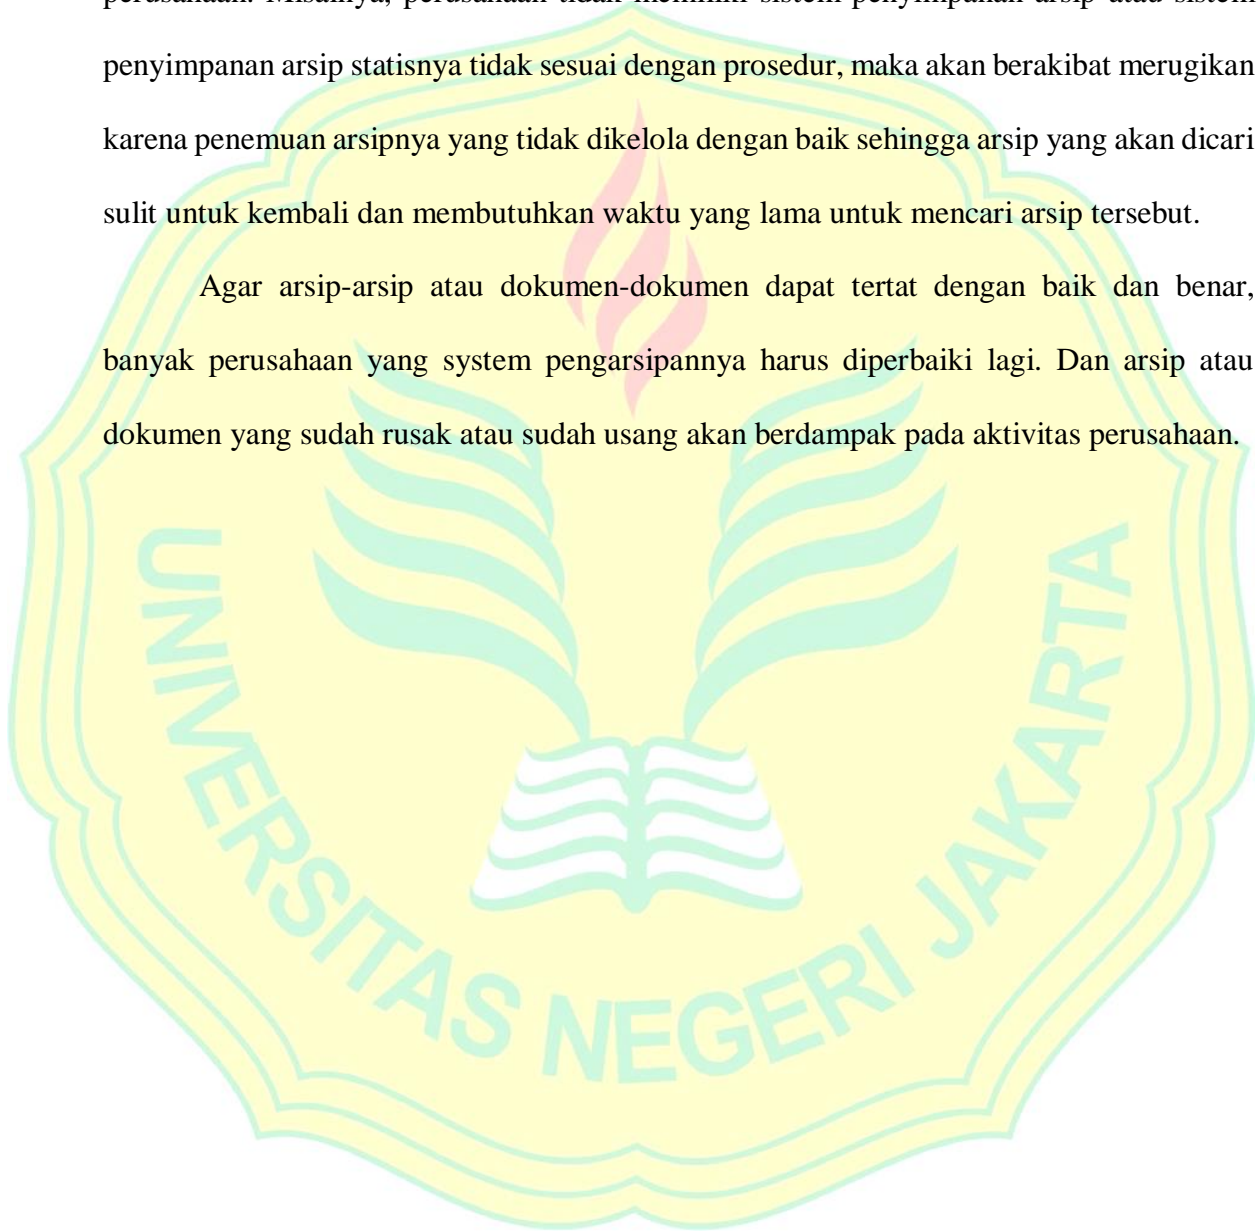 perusahaan. Misalnya, perusahaan tidak memiliki sistem penyimpanan arsip atau sistem
penyimpanan arsip statisnya tidak sesuai dengan prosedur, maka akan berakibat merugikan
karena penemuan arsipnya yang tidak dikelola dengan baik sehingga arsip yang akan dicari
sulit untuk kembali dan membutuhkan waktu yang lama untuk mencari arsip tersebut.
Agar arsip-arsip atau dokumen-dokumen dapat tertat dengan baik dan benar,
banyak perusahaan yang system pengarsipannya harus diperbaiki lagi. Dan arsip atau
dokumen yang sudah rusak atau sudah usang akan berdampak pada aktivitas perusahaan.
UNIVERSITAS NEGERI JAKARTA